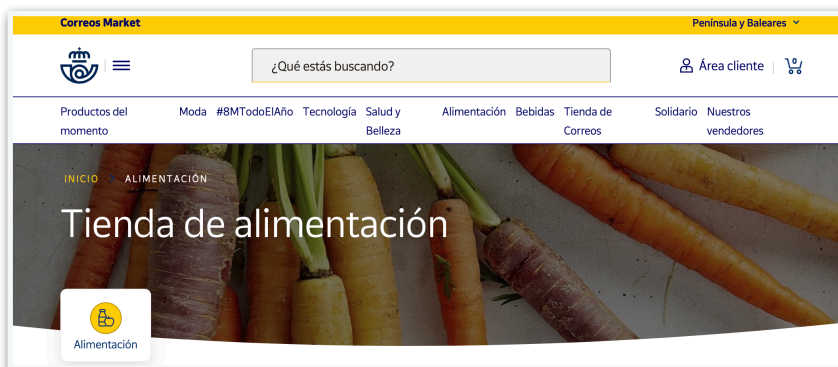 Correos Market
Península y Baleares
¿Qué estás buscando?
Área cliente
0
Productos del momento
Moda
#8MTodoElAño
Tecnología
Salud y Belleza
Alimentación
Bebidas
Tienda de Correos
Solidario
Nuestros vendedores
INICIO
ALIMENTACIÓN
Tienda de alimentación
Alimentación